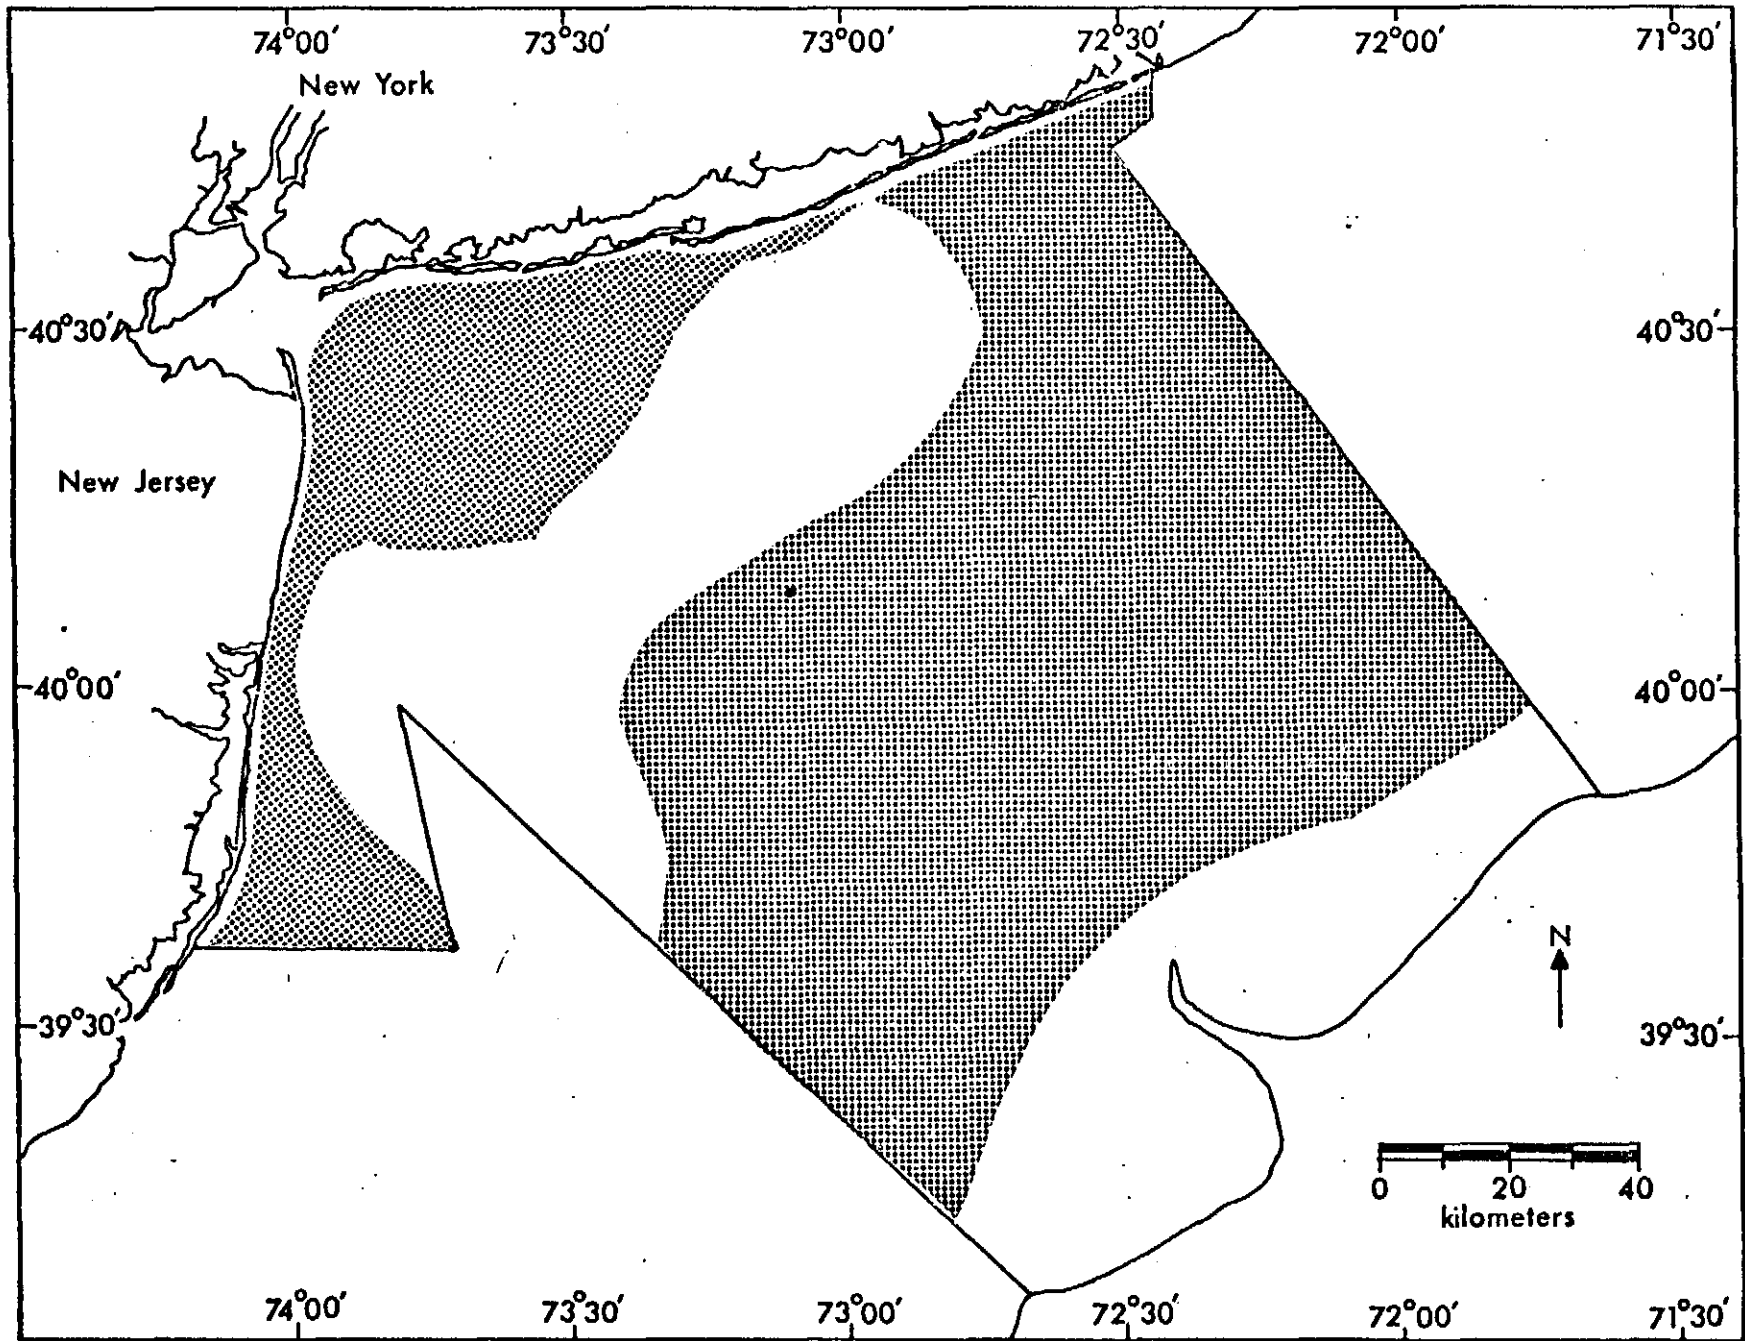 74°00′ 73°30′ 73°00′ 72°30′ 72°00′ 71°30′
New York
40°30′ 40°30′
New Jersey
40°00′ 40°00′
N
39°30′ 39°30′
0 20 40
kilometers
74°00′ 73°30′ 73°00′ 72°30′ 72°00′ 71°30′